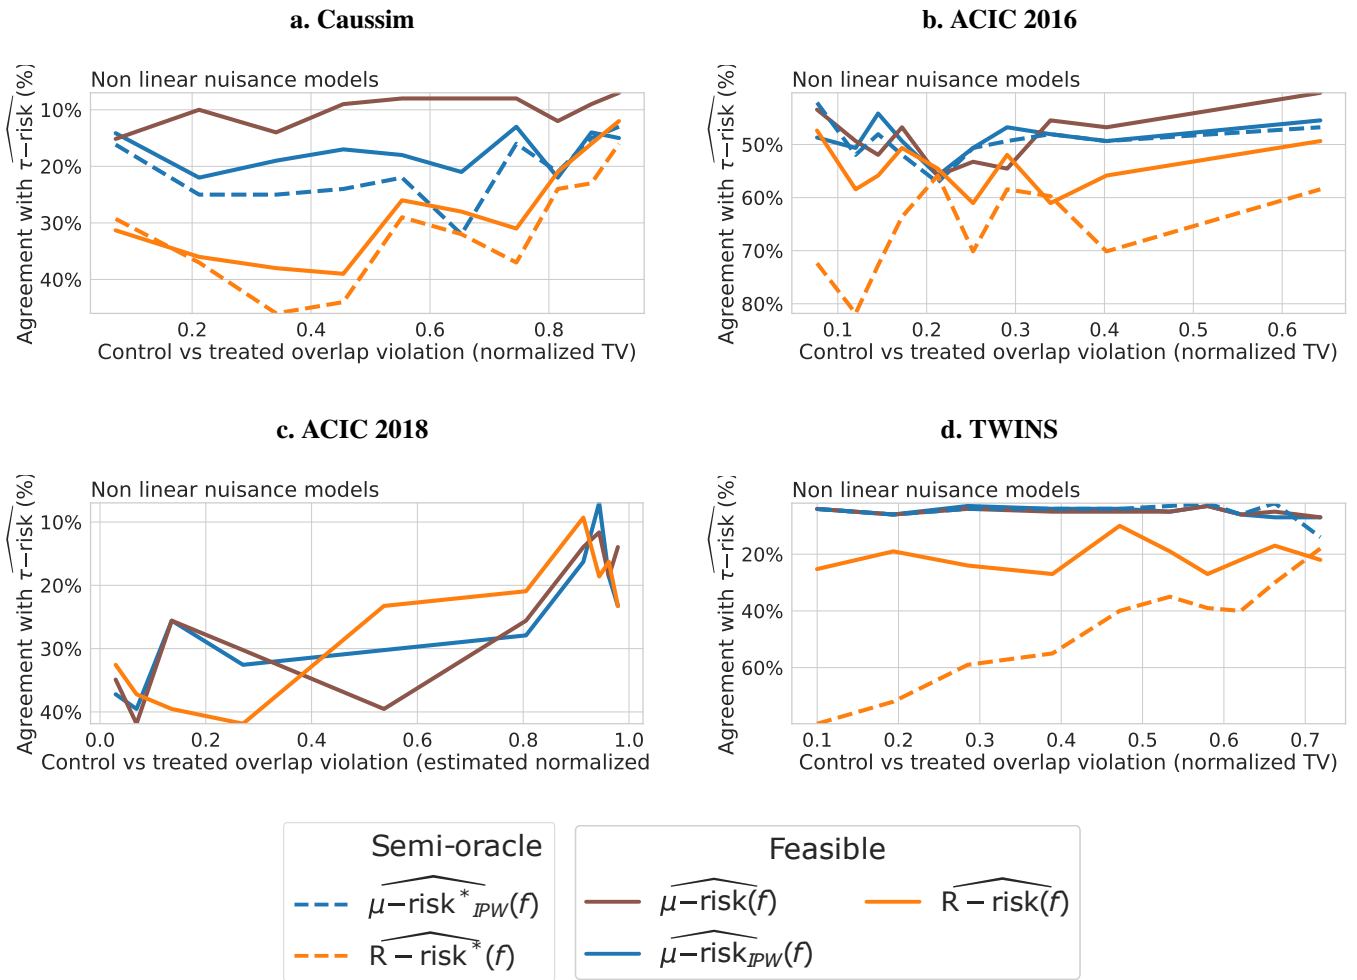 a. Caussim
Non linear nuisance models
Agreement with τ−risk (%)
10%
20%
30%
40%
0.2
0.4
0.6
0.8
Control vs treated overlap violation (normalized TV)
b. ACIC 2016
Non linear nuisance models
Agreement with τ−risk (%)
50%
60%
70%
80%
0.1
0.2
0.3
0.4
0.5
0.6
Control vs treated overlap violation (normalized TV)
c. ACIC 2018
Non linear nuisance models
Agreement with τ−risk (%)
10%
20%
30%
40%
0.0
0.2
0.4
0.6
0.8
1.0
Control vs treated overlap violation (estimated normalized
d. TWINS
Non linear nuisance models
Agreement with τ−risk (%)
20%
40%
60%
0.1
0.2
0.3
0.4
0.5
0.6
0.7
Control vs treated overlap violation (normalized TV)
Semi-oracle
μ−risk*IPW(f)
R−risk*(f)
Feasible
μ−risk(f)
μ−riskIPW(f)
R−risk(f)